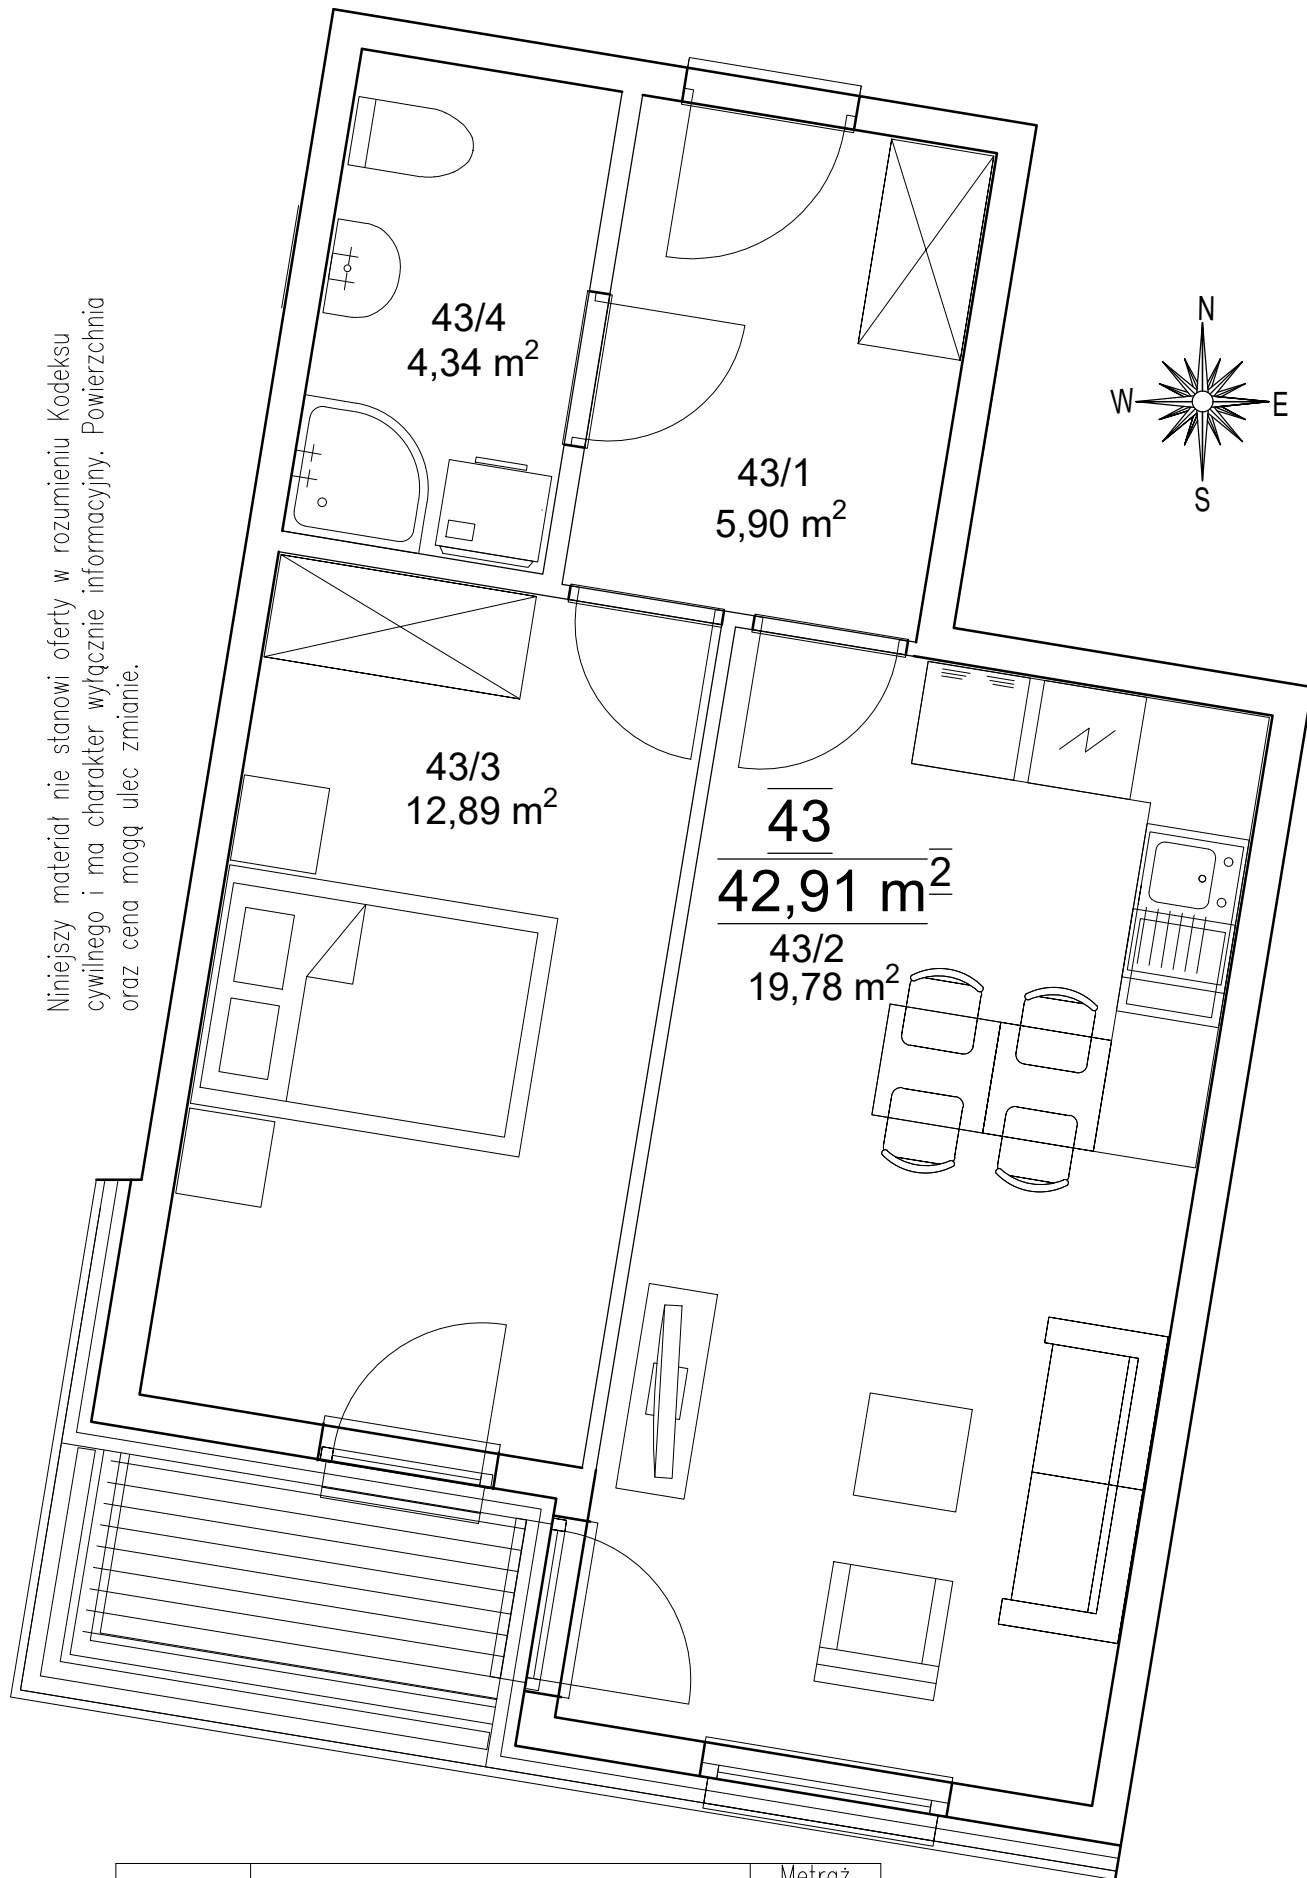 Niniejszy materiał nie stanowi oferty w rozumieniu Kodeksu
cywilnego i ma charakter wyłącznie informacyjny. Powierzchnia
oraz cena mogą ulec zmianie.
43/4
4,34 m²
N
W
E
S
43/1
5,90 m²
43/3
12,89 m²
43
42,91 m²
43/2
19,78 m²
Metraż